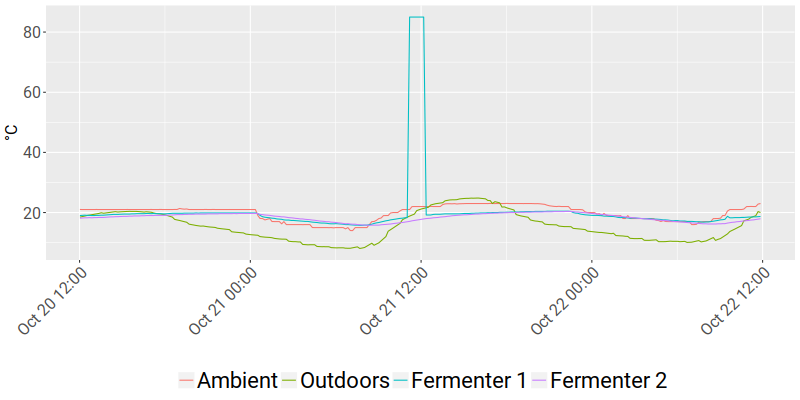 80
60
°C
40
20
Oct 20 12:00
Oct 21 00:00
Oct 21 12:00
Oct 22 00:00
Oct 22 12:00
Ambient Outdoors Fermenter 1 Fermenter 2